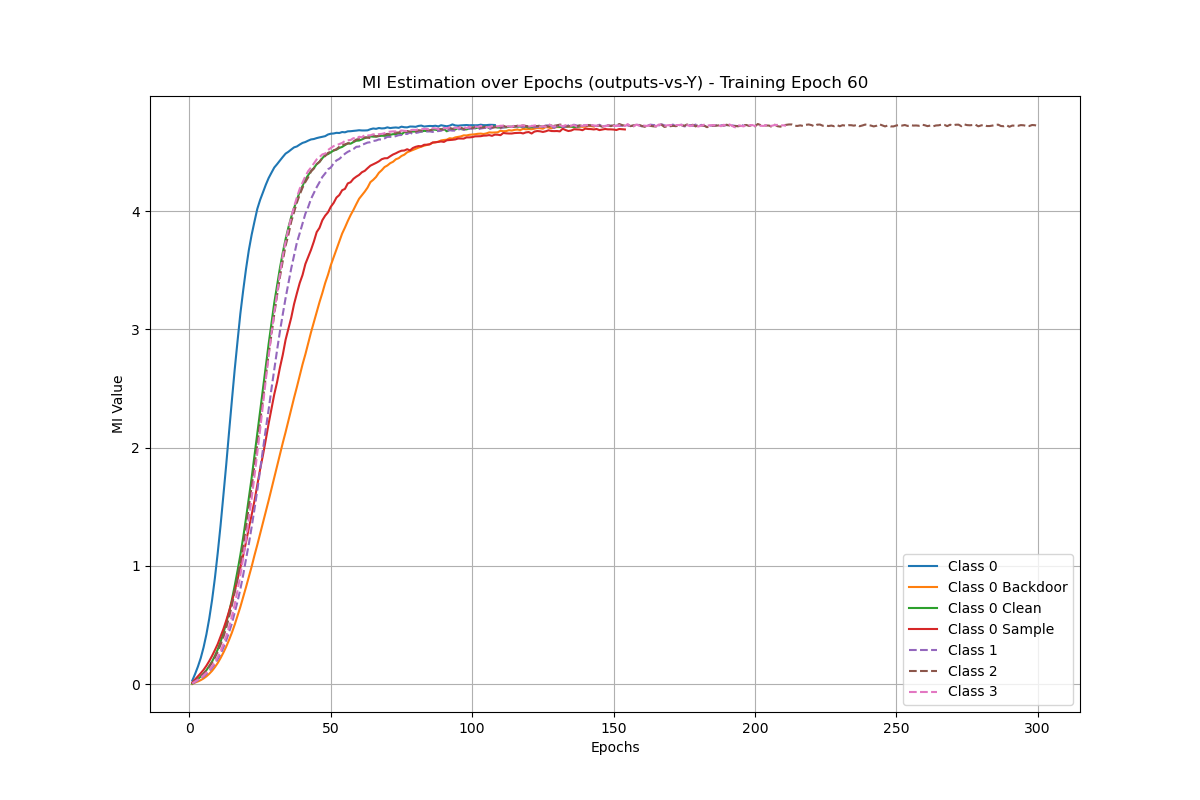 MI Estimation over Epochs (outputs-vs-Y) - Training Epoch 60
MI Value
4
3
2
1
0
0 50 100 150 200 250 300
Epochs
Class 0
Class 0 Backdoor
Class 0 Clean
Class 0 Sample
Class 1
Class 2
Class 3